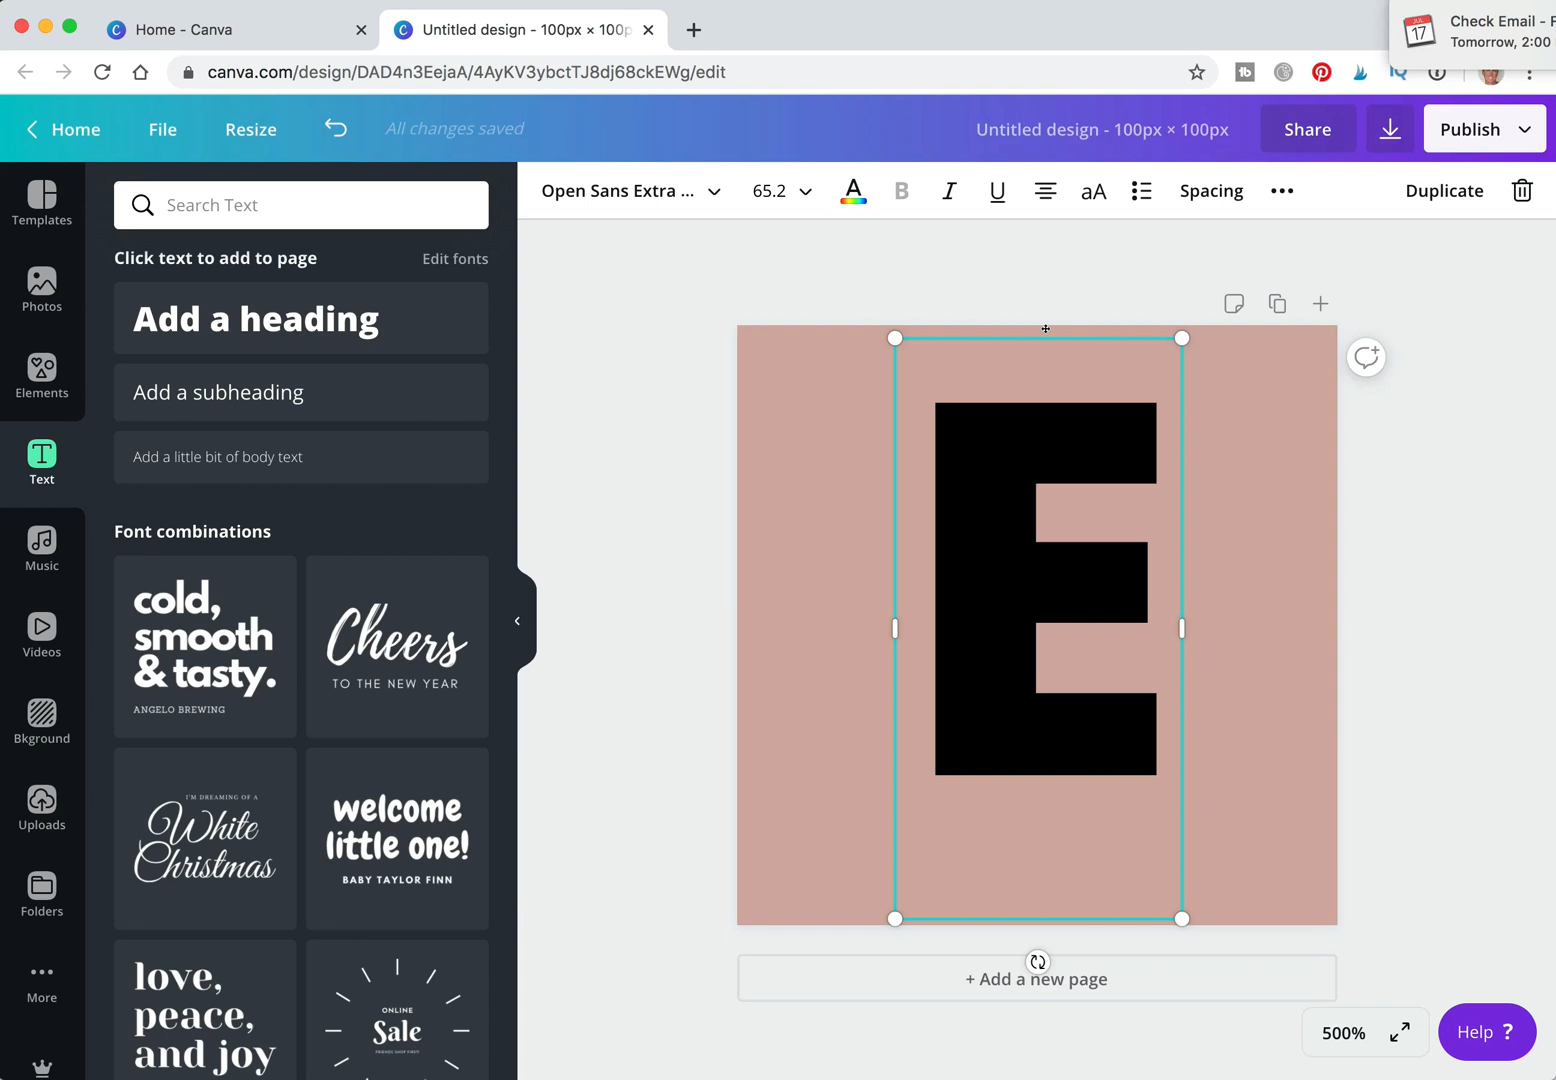 Home - Canva
Untitled design - 100px × 100p
Check Email - F
Tomorrow, 2:00
JUL
17
canva.com/design/DAD4n3EejaA/4AyKV3ybctTJ8dj68ckEWg/edit
Home
File
Resize
All changes saved
Untitled design - 100px × 100px
Share
Publish
Templates
Photos
Elements
Text
Music
Videos
Bkground
Uploads
Folders
More
Search Text
Click text to add to page
Edit fonts
Add a heading
Add a subheading
Add a little bit of body text
Font combinations
cold,
smooth
& tasty.
ANGELO BREWING
Cheers
TO THE NEW YEAR
I'M DREAMING OF A
White
Christmas
welcome
little one!
BABY TAYLOR FINN
love,
peace,
and joy
ONLINE
Sale
FRIENDS SHOP FIRST!
Open Sans Extra ...
65.2
A
B
I
U
aA
Spacing
Duplicate
E
+ Add a new page
500%
Help ?